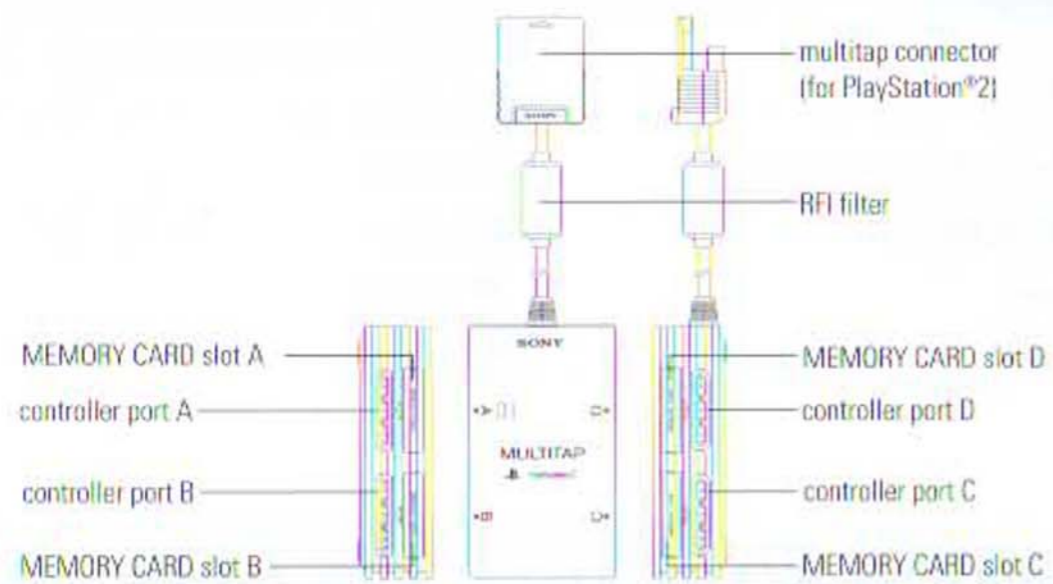 multitap connector
(for PlayStation®2)
SONY
RFI filter
SONY
MEMORY CARD slot A
MEMORY CARD slot D
controller port A
A
D
controller port D
MULTITAP
controller port B
B
C
controller port C
MEMORY CARD slot B
MEMORY CARD slot C